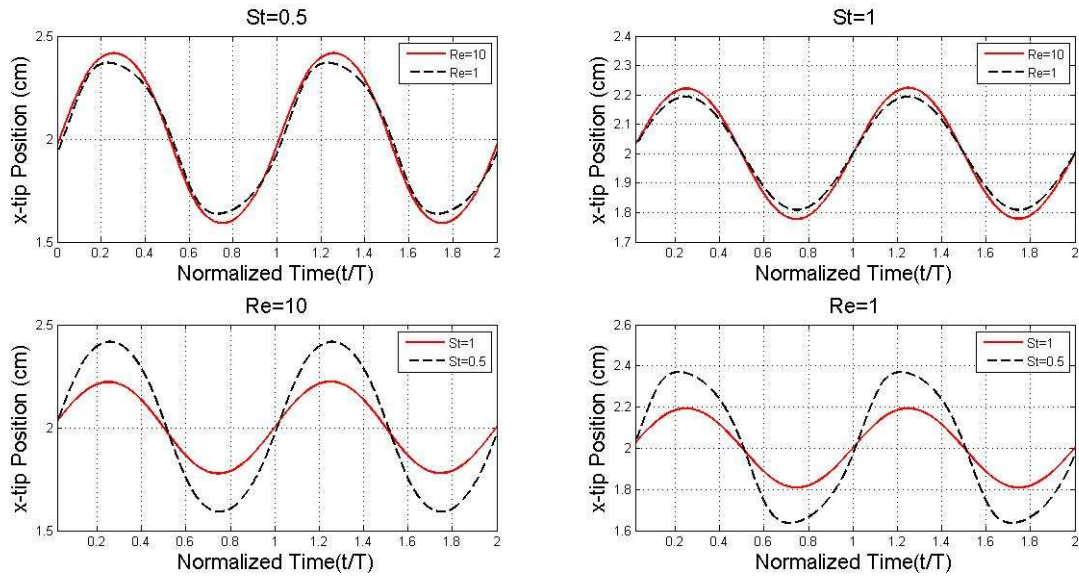 St=0.5
2.5
2
1.5
x-tip Position (cm)
Re=10
Re=1
0 0.2 0.4 0.6 0.8 1 1.2 1.4 1.6 1.8 2
Normalized Time(t/T)
St=1
2.4
2.3
2.2
2.1
2
1.9
1.8
1.7
x-tip Position (cm)
Re=10
Re=1
0.2 0.4 0.6 0.8 1.0 1.2 1.4 1.6 1.8 2
Normalized Time(t/T)
Re=10
2.5
2
1.5
x-tip Position (cm)
St=1
St=0.5
0.2 0.4 0.6 0.8 1 1.2 1.4 1.6 1.8 2
Normalized Time(t/T)
Re=1
2.6
2.4
2.2
2
1.8
1.6
x-tip Position (cm)
St=1
St=0.5
0.2 0.4 0.6 0.8 1 1.2 1.4 1.6 1.8 2
Normalized Time(t/T)